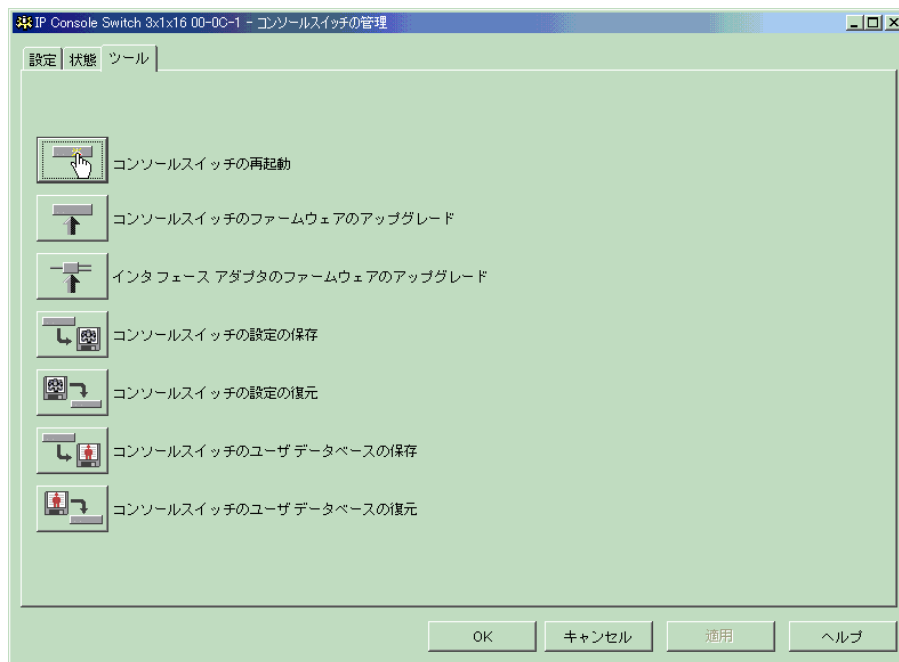 IP Console Switch 3x1x16 00-0C-1 - コンソールスイッチの管理
設定 状態 ツール
コンソールスイッチの再起動
コンソールスイッチのファームウェアのアップグレード
インタフェース アダプタのファームウェアのアップグレード
コンソールスイッチの設定の保存
コンソールスイッチの設定の復元
コンソールスイッチのユーザ データベースの保存
コンソールスイッチのユーザ データベースの復元
OK キャンセル 適用 ヘルプ